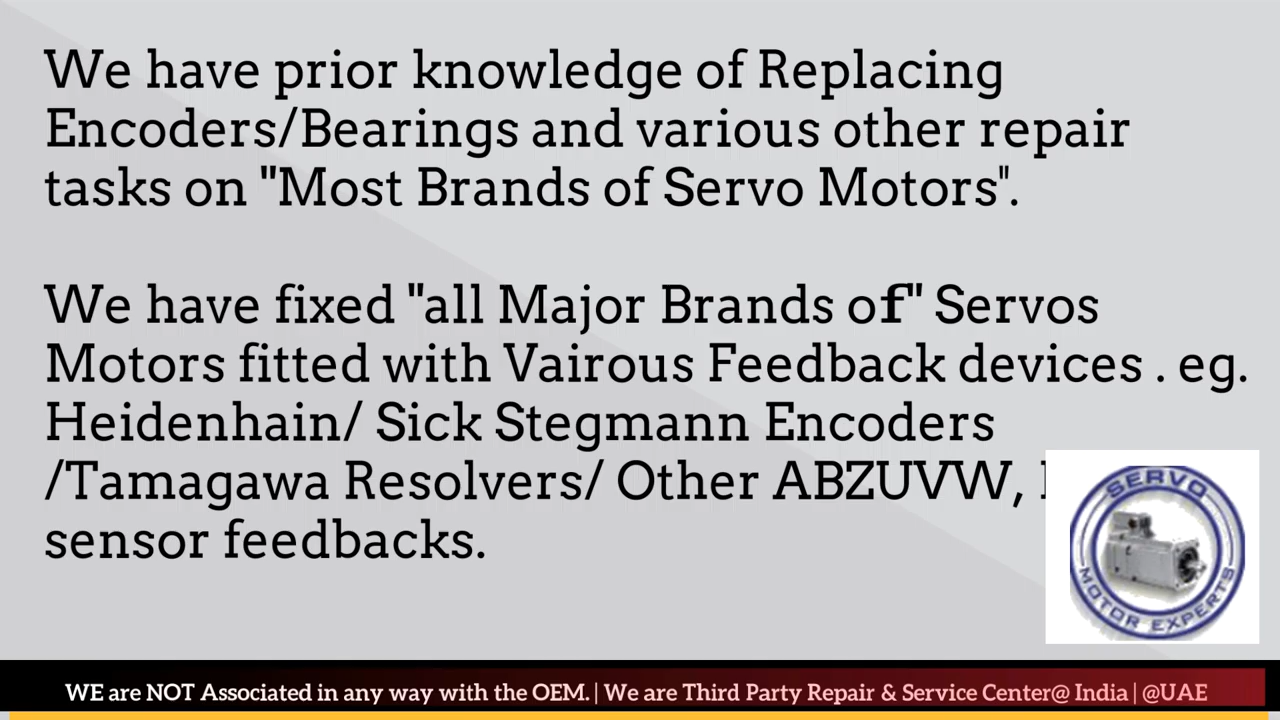 We have prior knowledge of Replacing
Encoders/Bearings and various other repair
tasks on "Most Brands of Servo Motors".
We have fixed "all Major Brands of" Servos
Motors fitted with Vairous Feedback devices . eg.
Heidenhain/ Sick Stegmann Encoders
/Tamagawa Resolvers/ Other ABZUVW,
sensor feedbacks.
SERVO
MOTOR EXPERTS
WE are NOT Associated in any way with the OEM. | We are Third Party Repair & Service Center@ India | @UAE